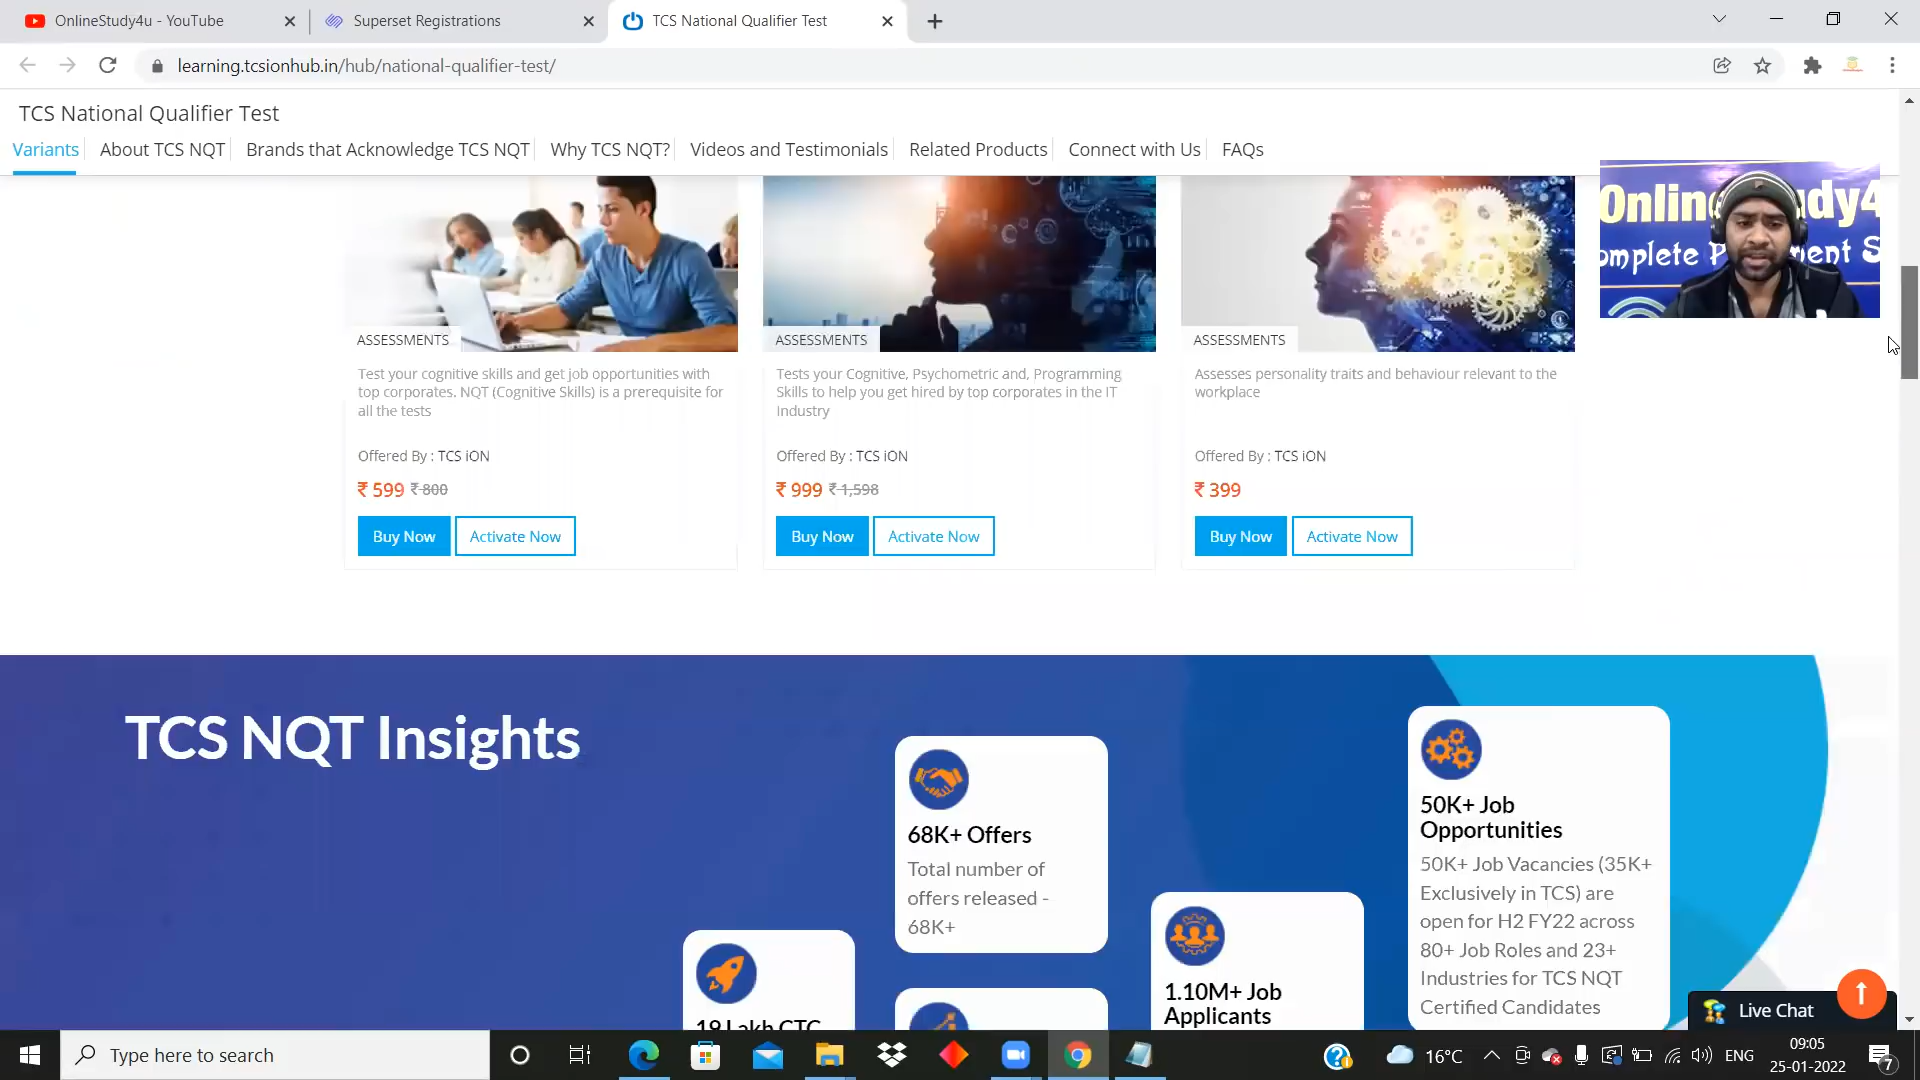 OnlineStudy4u - YouTube
Superset Registrations
TCS National Qualifier Test
learning.tcsionhub.in/hub/national-qualifier-test/
TCS National Qualifier Test
Variants
About TCS NQT
Brands that Acknowledge TCS NQT
Why TCS NQT?
Videos and Testimonials
Related Products
Connect with Us
FAQs
ASSESSMENTS
Test your cognitive skills and get job opportunities with
top corporates. NQT (Cognitive Skills) is a prerequisite for
all the tests
Offered By : TCS iON
₹ 599 ₹ 800
Buy Now
Activate Now
ASSESSMENTS
Tests your Cognitive, Psychometric and, Programming
Skills to help you get hired by top corporates in the IT
Industry
Offered By : TCS iON
₹ 999 ₹ 1,598
Buy Now
Activate Now
ASSESSMENTS
Assesses personality traits and behaviour relevant to the
workplace
Offered By : TCS iON
₹ 399
Buy Now
Activate Now
TCS NQT Insights
68K+ Offers
Total number of
offers released -
68K+
50K+ Job
Opportunities
50K+ Job Vacancies (35K+
Exclusively in TCS) are
open for H2 FY22 across
80+ Job Roles and 23+
Industries for TCS NQT
Certified Candidates
1.10M+ Job
Applicants
19 Lakh CTC
Live Chat
Type here to search
16°C
ENG
09:05
25-01-2022
7